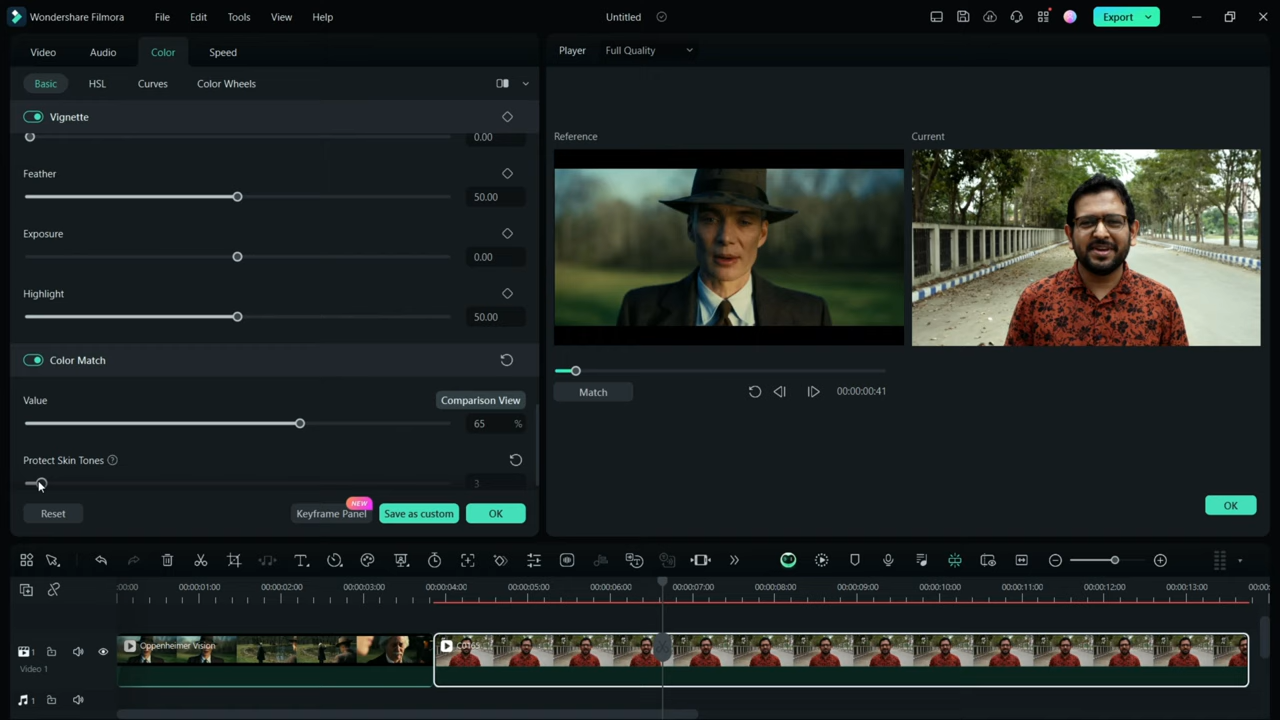 Wondershare Filmora File Edit Tools View Help Untitled Export
Video Audio Color Speed
Player Full Quality
Basic HSL Curves Color Wheels
Vignette
0.00
Feather
50.00
Exposure
0.00
Highlight
50.00
Color Match
Value Comparison View
65 %
Protect Skin Tones
3
Reset Keyframe Panel NEW Save as custom OK
Reference Current
Match 00:00:00:41
OK
:00:00 00:00:01:00 00:00:02:00 00:00:03:00 00:00:04:00 00:00:05:00 00:00:06:00 00:00:07:00 00:00:08:00 00:00:09:00 00:00:10:00 00:00:11:00 00:00:12:00 00:00:13:00 00:00
1 Oppenheimer Vision C0165
Video 1
1